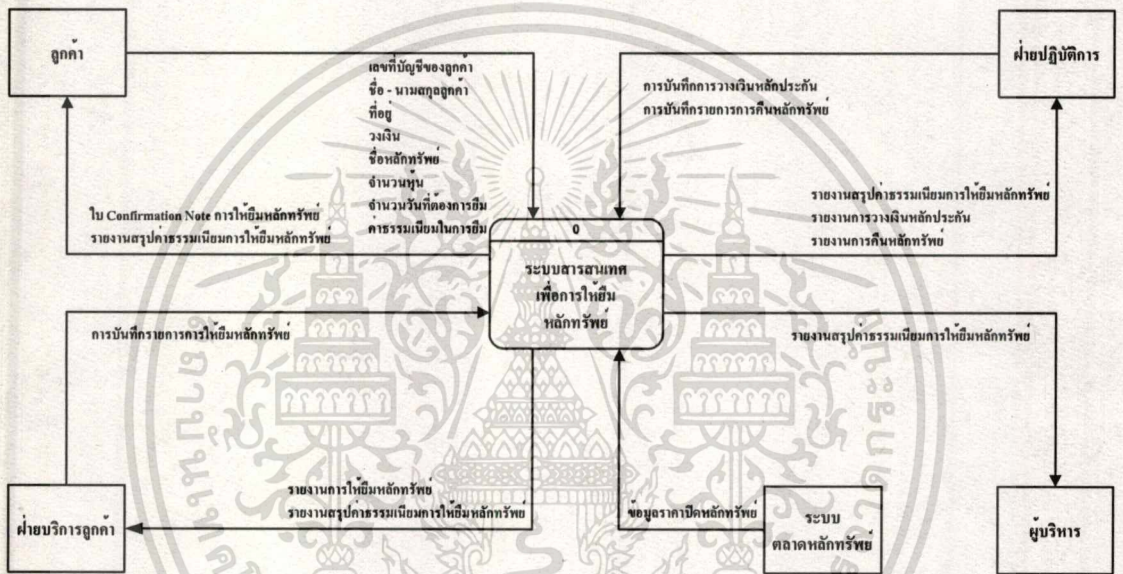 ลูกค้า
ฝ่ายปฏิบัติการ
เลขที่บัญชีของลูกค้า
ชื่อ - นามสกุลลูกค้า
ที่อยู่
วงเงิน
ชื่อหลักทรัพย์
จำนวนหุ้น
จำนวนวันที่ต้องการยืม
ค่าธรรมเนียมในการยืม
การบันทึกการวางเงินหลักประกัน
การบันทึกรายการการคืนหลักทรัพย์
ใบ Confirmation Note การให้ยืมหลักทรัพย์
รายงานสรุปค่าธรรมเนียมการให้ยืมหลักทรัพย์
รายงานสรุปค่าธรรมเนียมการให้ยืมหลักทรัพย์
รายงานการวางเงินหลักประกัน
รายงานการคืนหลักทรัพย์
0
ระบบสารสนเทศ
เพื่อการให้ยืม
หลักทรัพย์
การบันทึกรายการการให้ยืมหลักทรัพย์
รายงานสรุปค่าธรรมเนียมการให้ยืมหลักทรัพย์
รายงานการให้ยืมหลักทรัพย์
รายงานสรุปค่าธรรมเนียมการให้ยืมหลักทรัพย์
ข้อมูลราคาปิดหลักทรัพย์
ฝ่ายบริการลูกค้า
ระบบ
ตลาดหลักทรัพย์
ผู้บริหาร